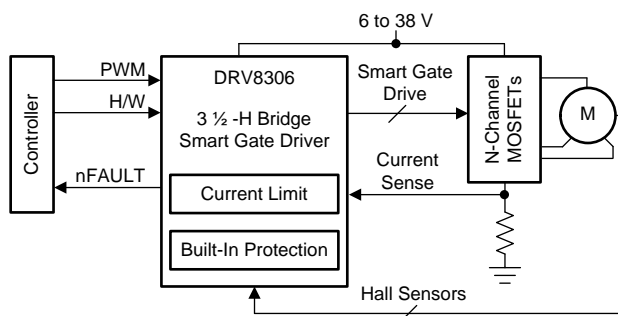 6 to 38 V
Controller
PWM
H/W
nFAULT
DRV8306
3 ½ -H Bridge
Smart Gate Driver
Current Limit
Built-In Protection
Smart Gate
Drive
Current
Sense
N-Channel
MOSFETs
M
Hall Sensors